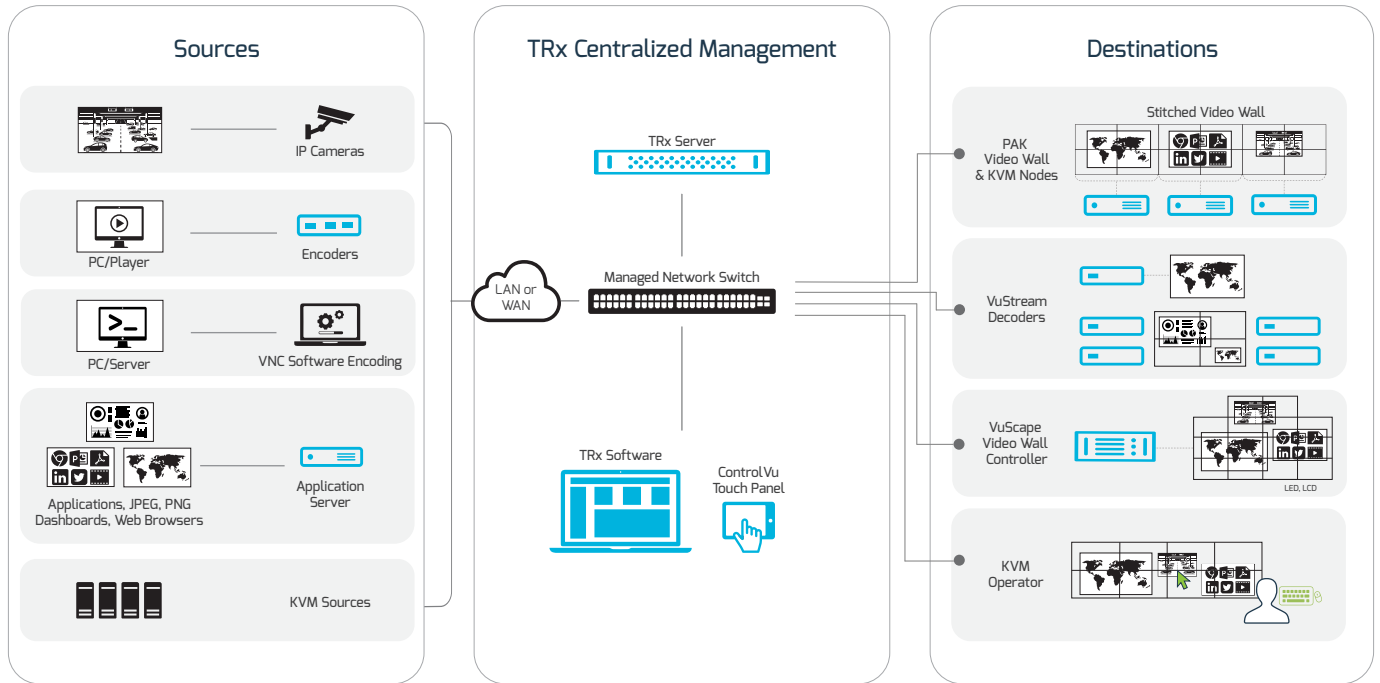 Sources
IP Cameras
PC/Player
Encoders
PC/Server
VNC Software Encoding
Applications, JPEG, PNG
Dashboards, Web Browsers
Application
Server
KVM Sources
LAN or
WAN
TRx Centralized Management
TRx Server
Managed Network Switch
TRx Software
ControlVu
Touch Panel
Destinations
PAK
Video Wall
& KVM Nodes
Stitched Video Wall
VuStream
Decoders
VuScape
Video Wall
Controller
LED, LCD
KVM
Operator